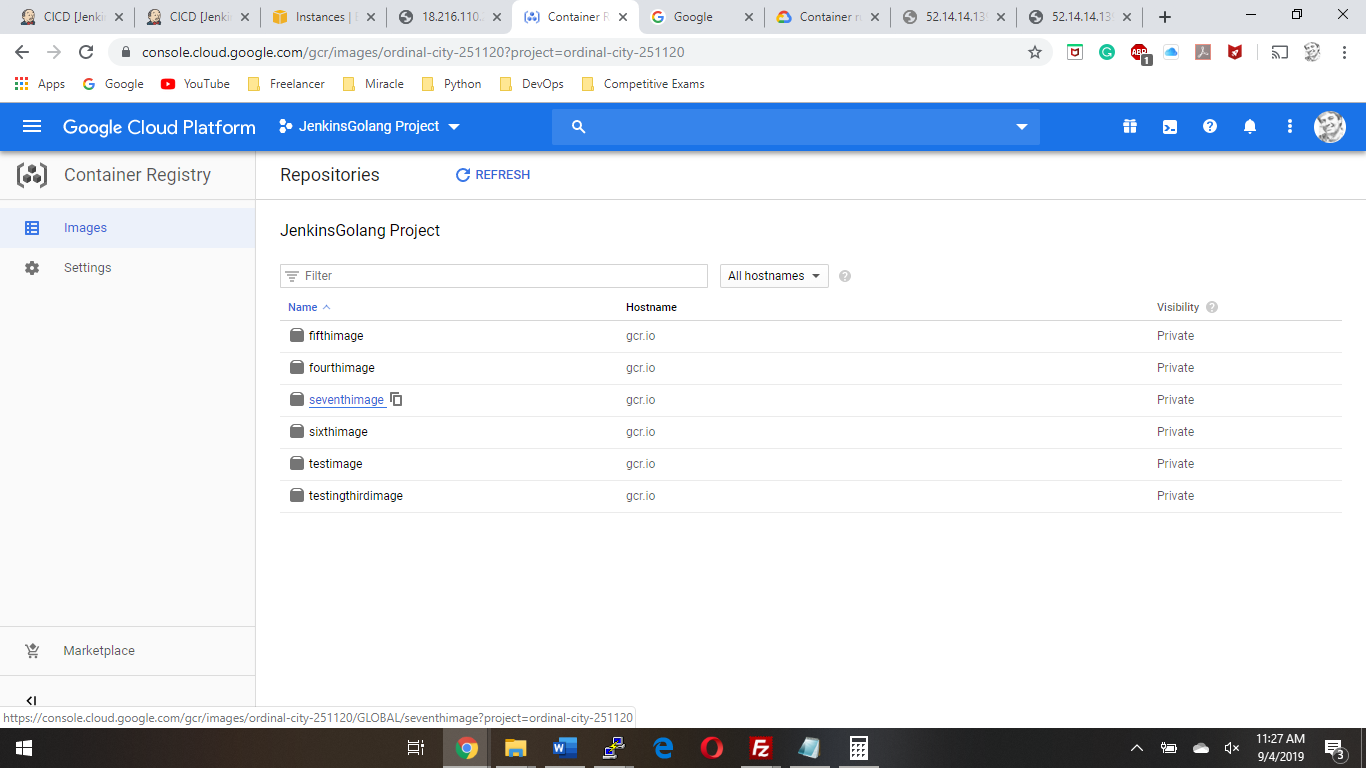 CICD [Jenki
CICD [Jenki
Instances |
18.216.110.
Container R
Google
Container r
52.14.14.13
52.14.14.13
console.cloud.google.com/gcr/images/ordinal-city-251120?project=ordinal-city-251120
ABP
1
Apps
Google
YouTube
Freelancer
Miracle
Python
DevOps
Competitive Exams
Google Cloud Platform
JenkinsGolang Project
Container Registry
Repositories
REFRESH
Images
Settings
JenkinsGolang Project
Filter
All hostnames
Name Hostname Visibility
fifthimage gcr.io Private
fourthimage gcr.io Private
seventhimage gcr.io Private
sixthimage gcr.io Private
testimage gcr.io Private
testingthirdimage gcr.io Private
Marketplace
https://console.cloud.google.com/gcr/images/ordinal-city-251120/GLOBAL/seventhimage?project=ordinal-city-251120
11:27 AM
9/4/2019
3